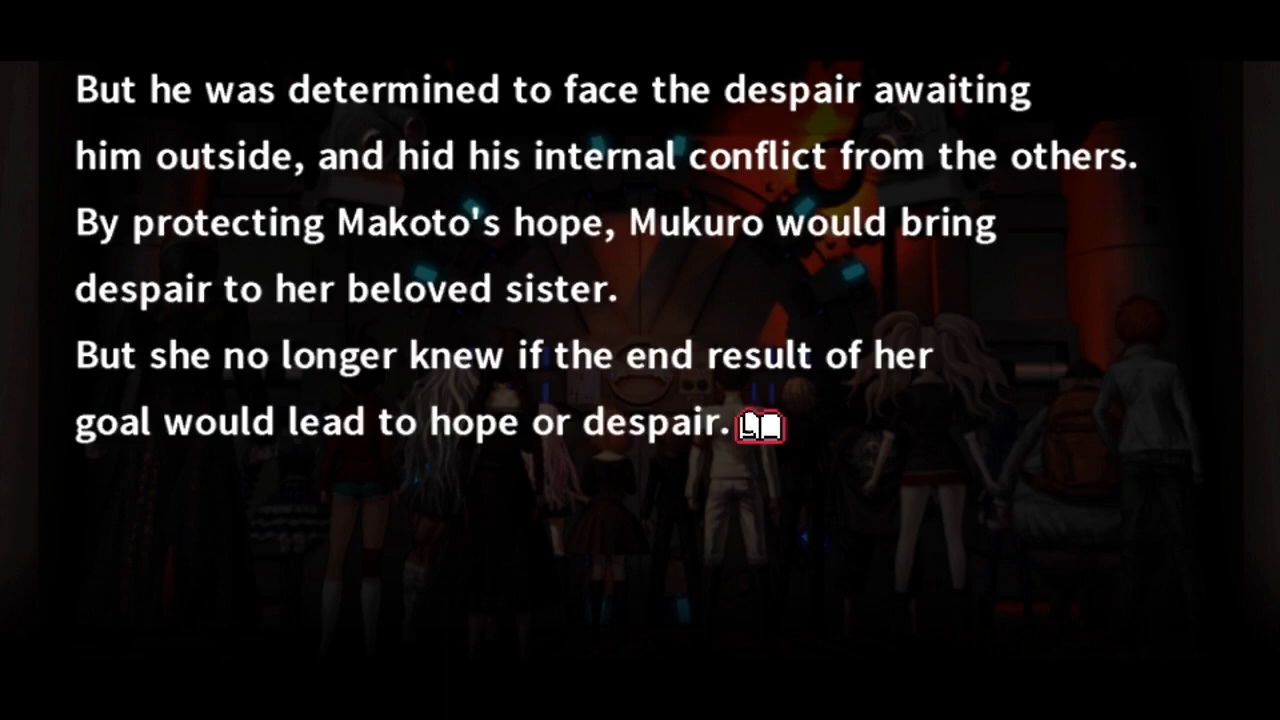 But he was determined to face the despair awaiting
him outside, and hid his internal conflict from the others.
By protecting Makoto's hope, Mukuro would bring
despair to her beloved sister.
But she no longer knew if the end result of her
goal would lead to hope or despair.